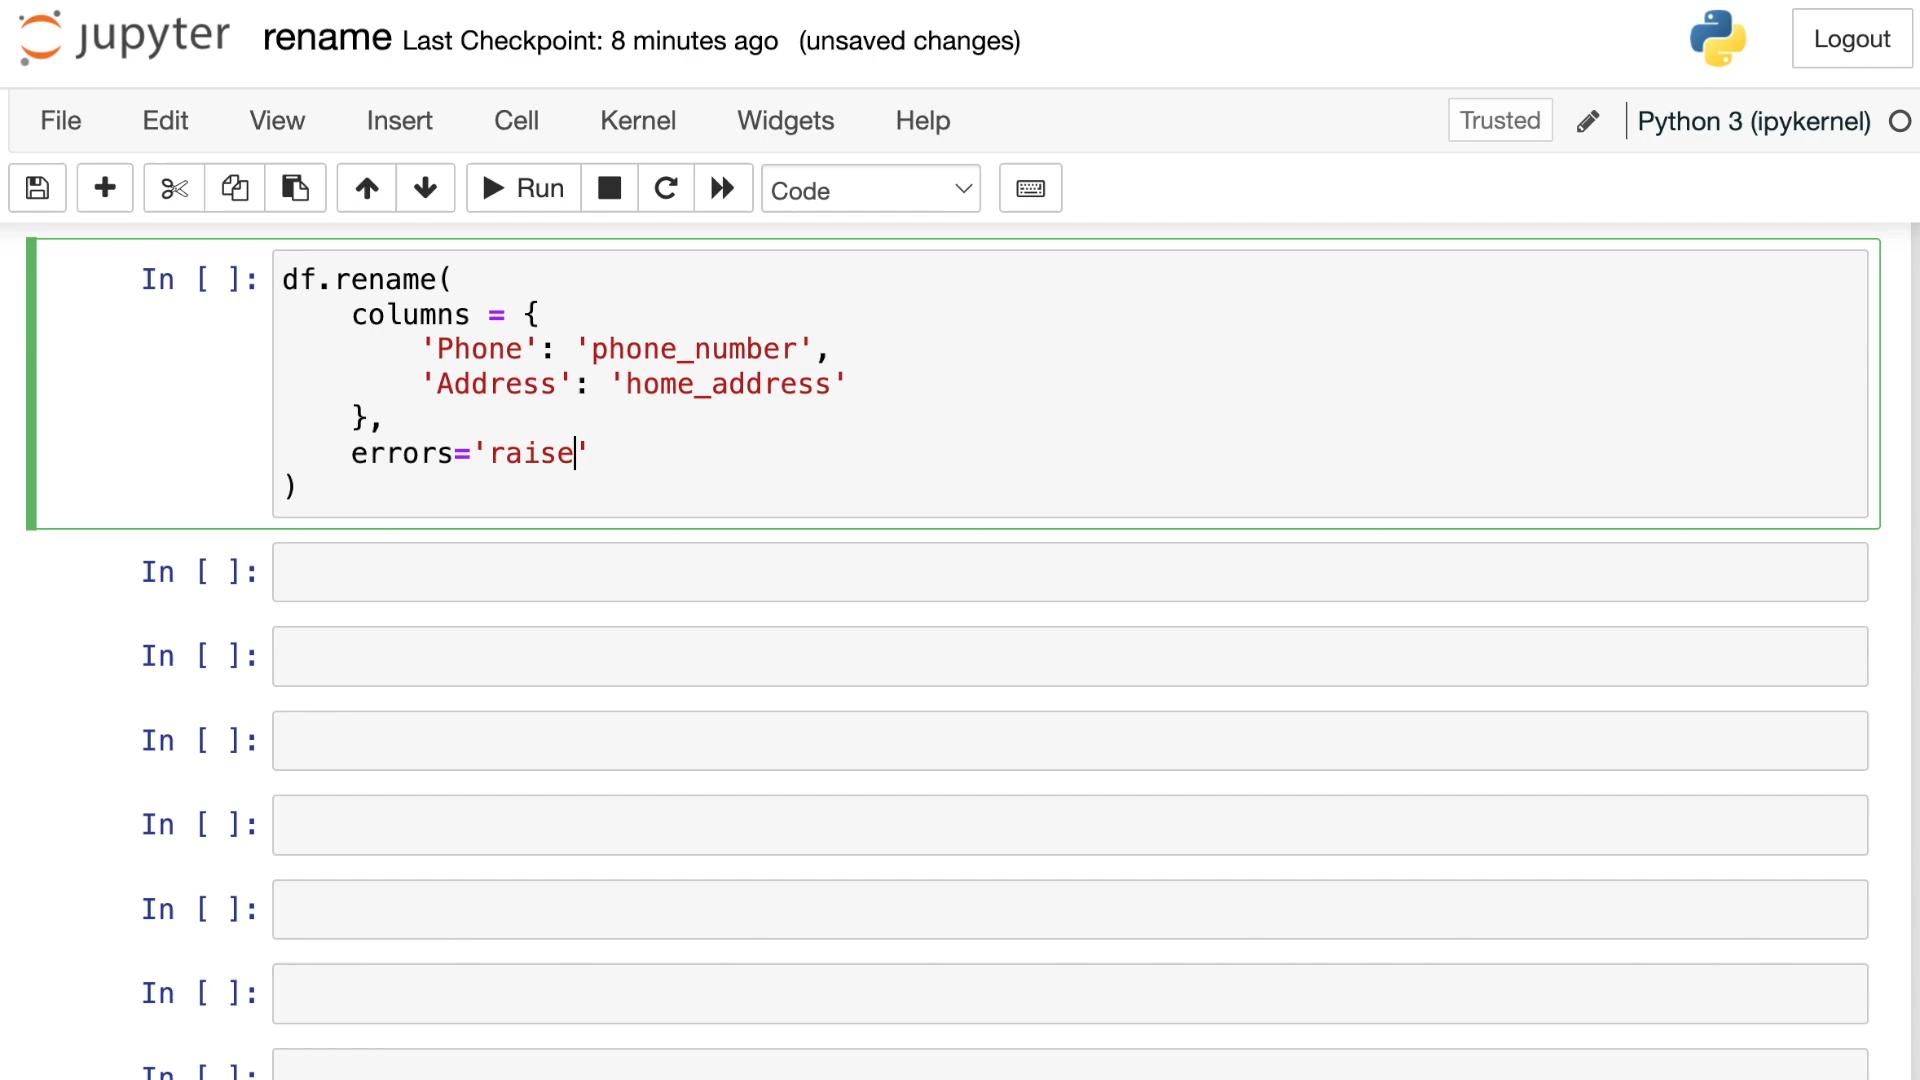 jupyter rename Last Checkpoint: 8 minutes ago (unsaved changes) Logout
File Edit View Insert Cell Kernel Widgets Help Trusted Python 3 (ipykernel)
Run Code
In [ ]: df.rename(
columns = {
'Phone': 'phone_number',
'Address': 'home_address'
},
errors='raise'
)
In [ ]:
In [ ]:
In [ ]:
In [ ]:
In [ ]:
In [ ]:
In [ ]: